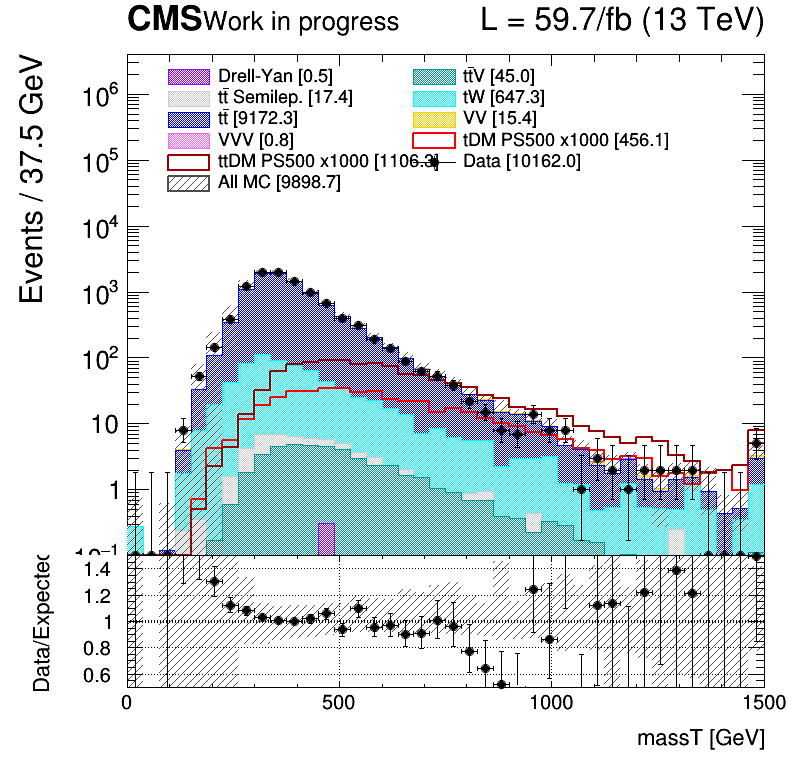 CMS Work in progress L = 59.7/fb (13 TeV)
Events / 37.5 GeV
Drell-Yan [0.5] tt̄V [45.0]
tt̄ Semilep. [17.4] tW [647.3]
tt̄ [9172.3] VV [15.4]
VVV [0.8] tDM PS500 x1000 [456.1]
ttDM PS500 x1000 [1106.3] Data [10162.0]
All MC [9898.7]
10⁶
10⁵
10⁴
10³
10²
10
1
10⁻¹
Data/Expected
1.4
1.2
1
0.8
0.6
0 500 1000 1500
massT [GeV]